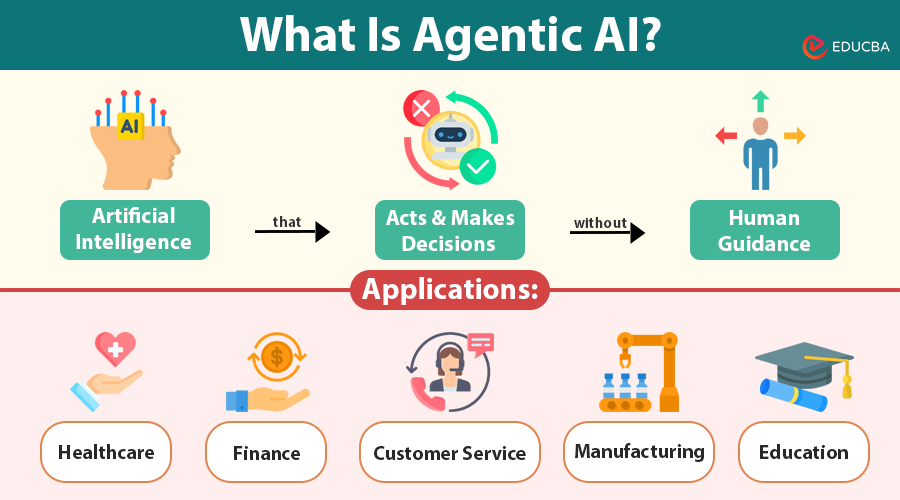 What Is Agentic AI?
EDUCBA
AI
Artificial
Intelligence
that
Acts & Makes
Decisions
without
Human
Guidance
Applications:
Healthcare
Finance
Customer Service
Manufacturing
Education